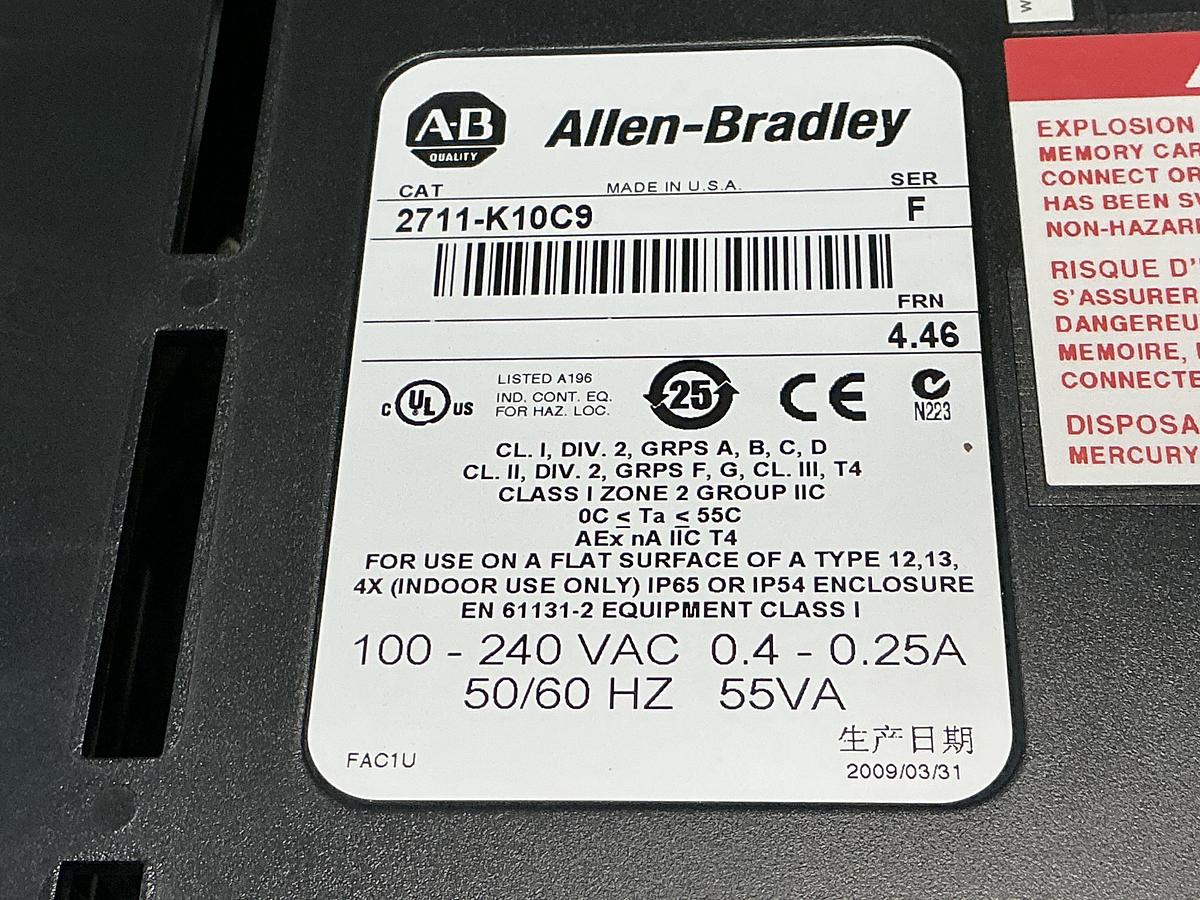 A-B
QUALITY
Allen-Bradley
CAT
MADE IN U.S.A.
SER
2711-K10C9
F
FRN
4.46
C UL US
LISTED A196
IND. CONT. EQ.
FOR HAZ. LOC.
25
CE
N223
CL. I, DIV. 2, GRPS A, B, C, D
CL. II, DIV. 2, GRPS F, G, CL. III, T4
CLASS I ZONE 2 GROUP IIC
0C ≤ Ta ≤ 55C
AEx nA IIC T4
FOR USE ON A FLAT SURFACE OF A TYPE 12,13,
4X (INDOOR USE ONLY) IP65 OR IP54 ENCLOSURE
EN 61131-2 EQUIPMENT CLASS I
100 - 240 VAC 0.4 - 0.25A
50/60 HZ 55VA
生产日期
FAC1U
2009/03/31
EXPLOSION
MEMORY CAR
CONNECT OR
HAS BEEN
NON-HAZAR
RISQUE D'
S'ASSURER
DANGEREU
MEMOIRE,
CONNECTE
DISPOSA
MERCURY